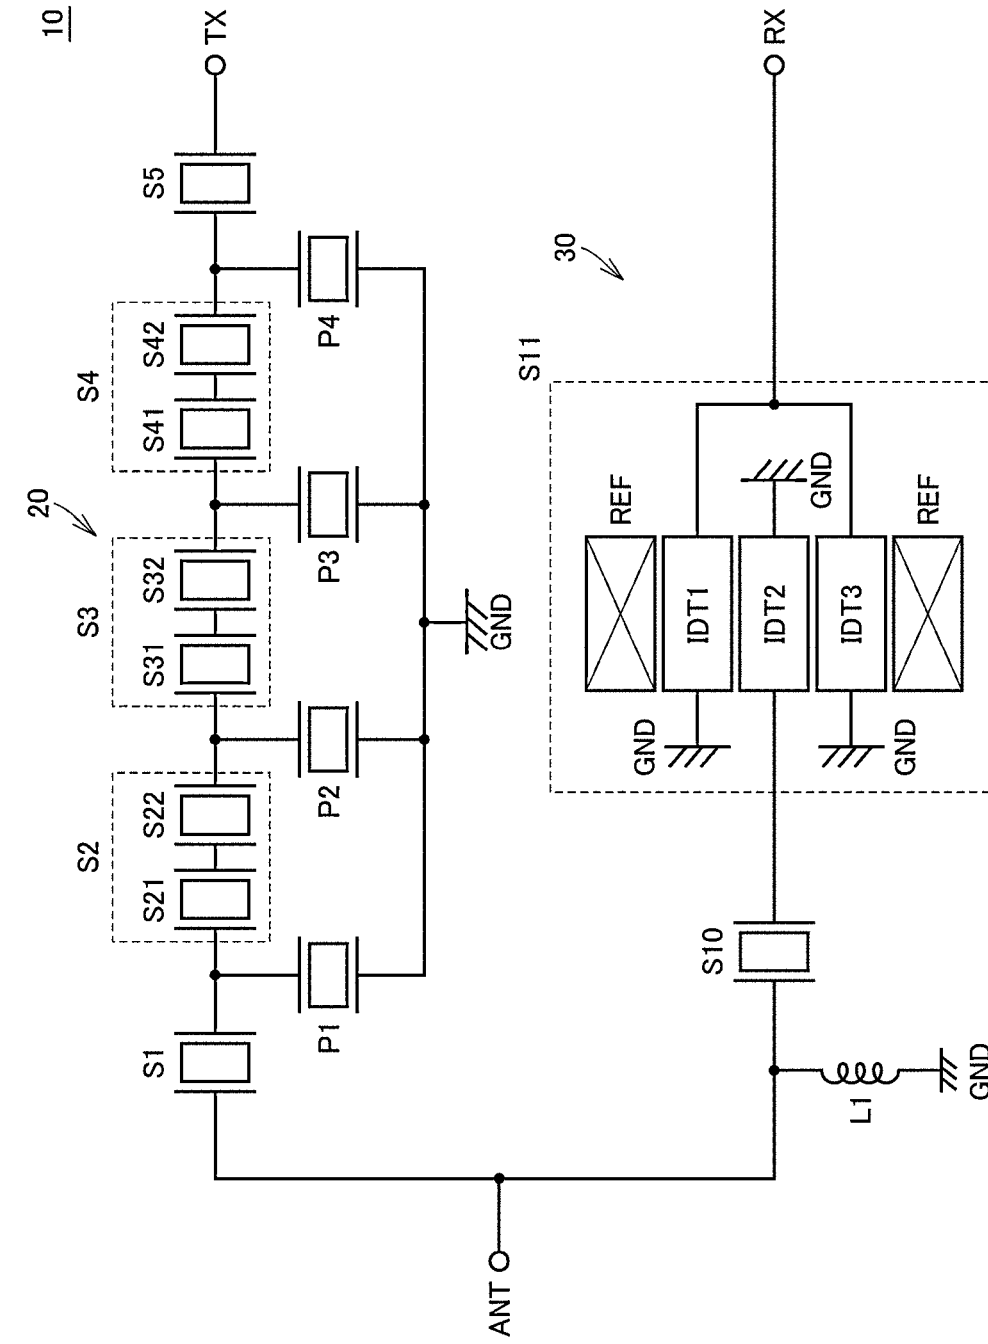 10
20
S1
S2
S21
S22
S3
S31
S32
S4
S41
S42
S5
TX
P1
P2
P3
P4
GND
ANT
30
S11
S10
L1
GND
GND
REF
IDT1
GND
IDT2
IDT3
GND
REF
RX